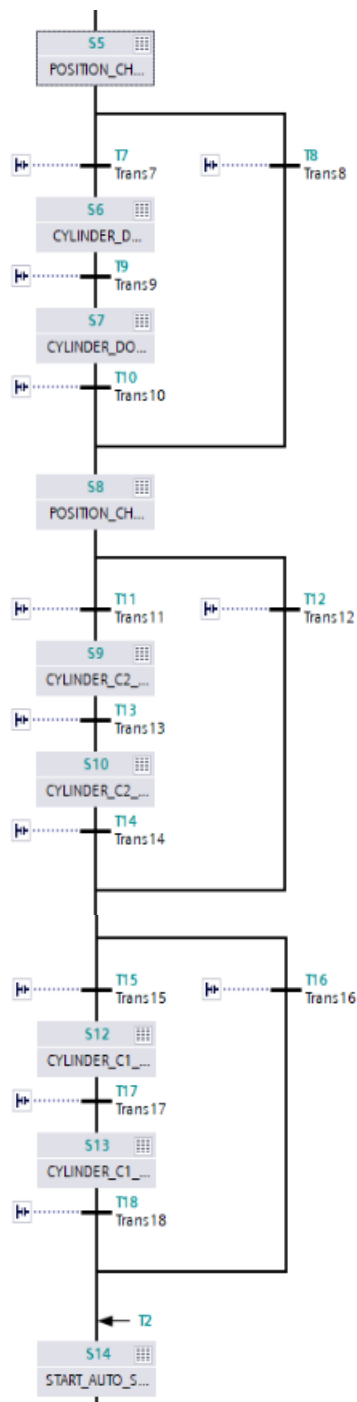 S5
POSITION_CH...
T7
Trans7
T8
Trans8
S6
CYLINDER_D...
T9
Trans9
S7
CYLINDER_DO...
T10
Trans10
S8
POSITION_CH...
T11
Trans11
T12
Trans12
S9
CYLINDER_C2_...
T13
Trans13
S10
CYLINDER_C2_...
T14
Trans14
T15
Trans15
T16
Trans16
S12
CYLINDER_C1_...
T17
Trans17
S13
CYLINDER_C1_...
T18
Trans18
T2
S14
START_AUTO_S...